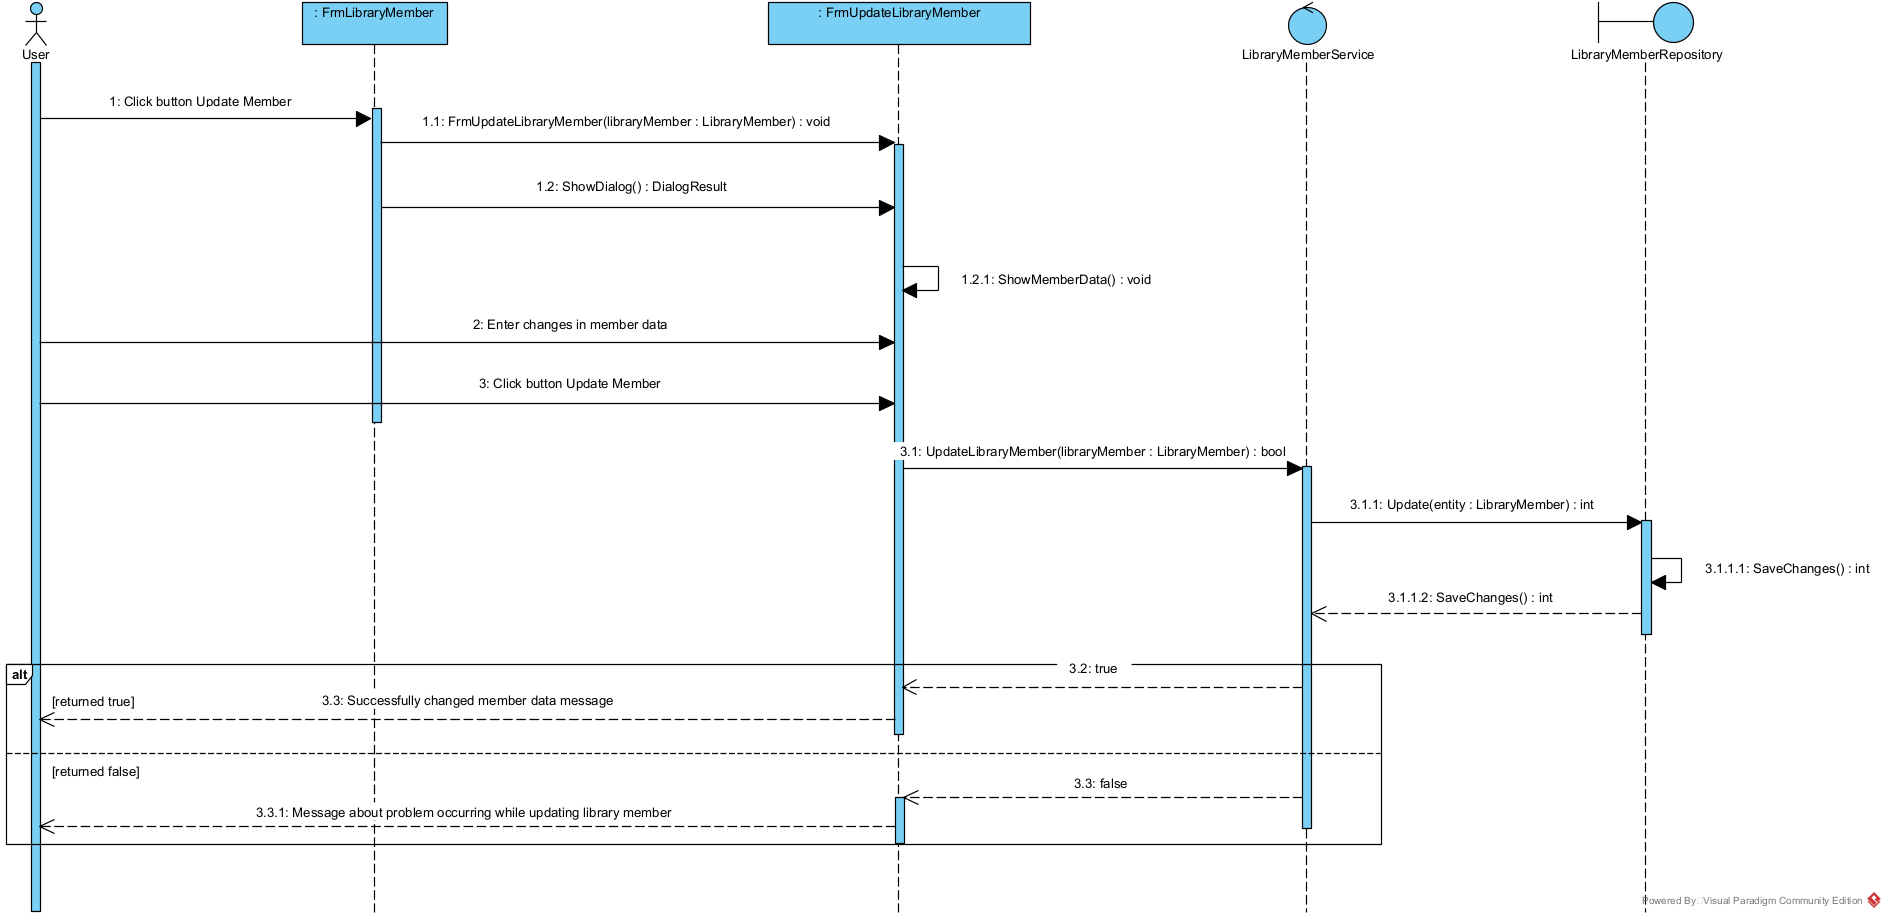 : FrmLibraryMember
: FrmUpdateLibraryMember
User
LibraryMemberService
LibraryMemberRepository
1: Click button Update Member
1.1: FrmUpdateLibraryMember(libraryMember : LibraryMember) : void
1.2: ShowDialog() : DialogResult
1.2.1: ShowMemberData() : void
2: Enter changes in member data
3: Click button Update Member
3.1: UpdateLibraryMember(libraryMember : LibraryMember) : bool
3.1.1: Update(entity : LibraryMember) : int
3.1.1.1: SaveChanges() : int
3.1.1.2: SaveChanges() : int
alt
3.2: true
[returned true]
3.3: Successfully changed member data message
[returned false]
3.3: false
3.3.1: Message about problem occurring while updating library member
Powered By Visual Paradigm Community Edition